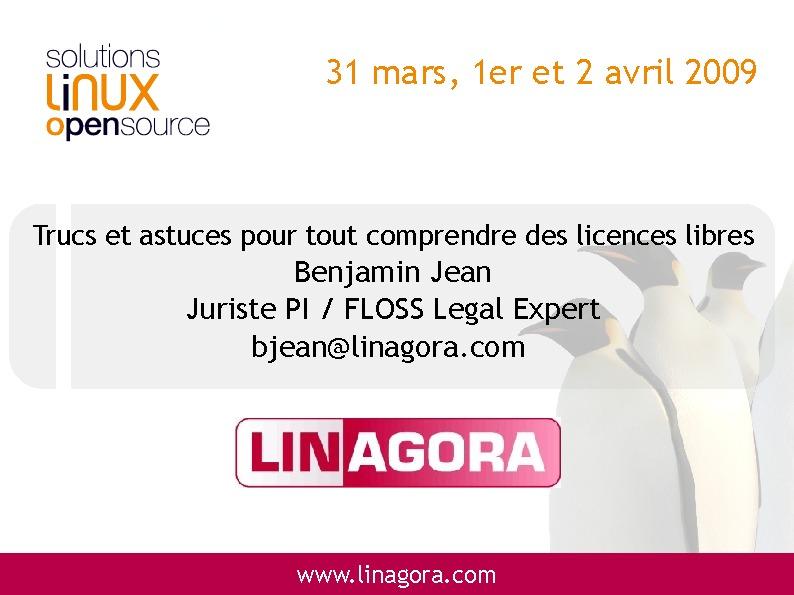 solutions
LiNUX
opensource
31 mars, 1er et 2 avril 2009
Trucs et astuces pour tout comprendre des licences libres
Benjamin Jean
Juriste PI / FLOSS Legal Expert
bjean@linagora.com
LINAGORA
www.linagora.com